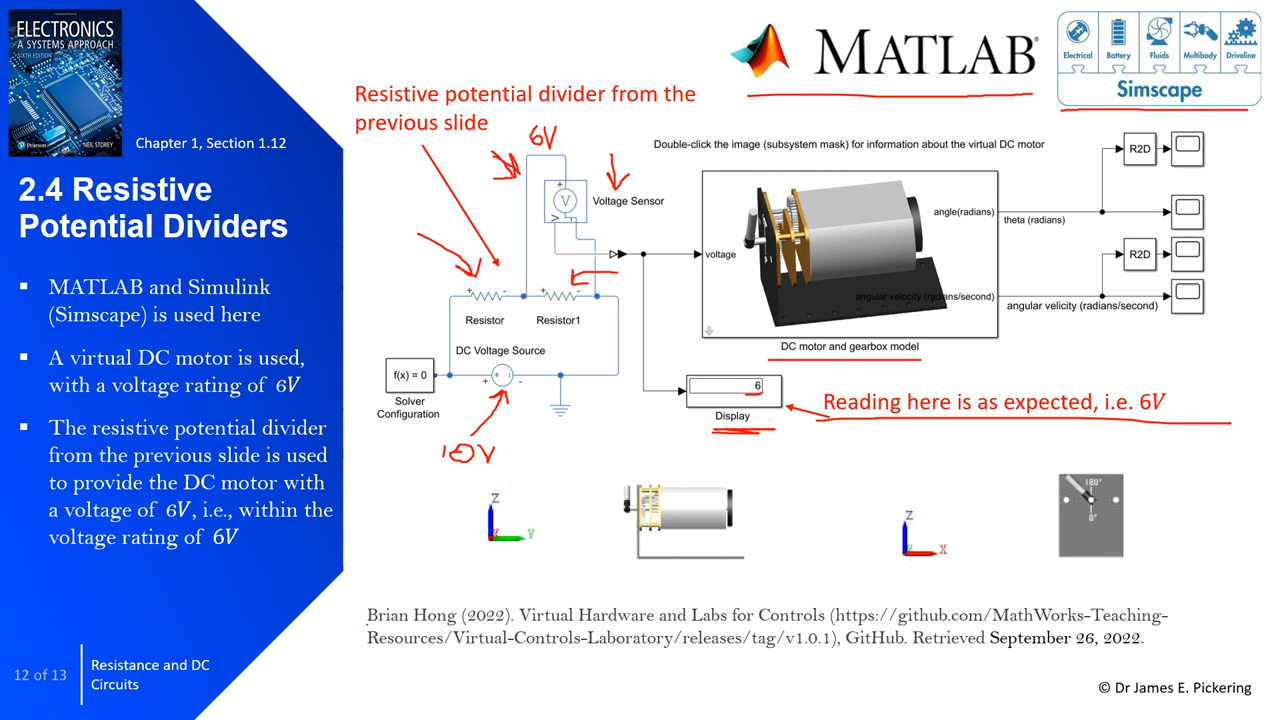 ELECTRONICS
A SYSTEMS APPROACH
SIXTH EDITION
Pearson
NEIL STOREY
Chapter 1, Section 1.12
2.4 Resistive
Potential Dividers
▪ MATLAB and Simulink
(Simscape) is used here
▪ A virtual DC motor is used,
with a voltage rating of 6V
▪ The resistive potential divider
from the previous slide is used
to provide the DC motor with
a voltage of 6V, i.e., within the
voltage rating of 6V
12 of 13
Resistance and DC
Circuits
MATLAB®
Electrical Battery Fluids Multibody Driveline
Simscape
Resistive potential divider from the
previous slide
6V
Double-click the image (subsystem mask) for information about the virtual DC motor
+
V
V
Voltage Sensor
+ -
+ -
Resistor
Resistor1
DC Voltage Source
f(x) = 0
+ + -
-
Solver
Configuration
10V
voltage
angle(radians)
angular velocity (radians/second)
DC motor and gearbox model
theta (radians)
angular velicity (radians/second)
R2D
R2D
6
Display
Reading here is as expected, i.e. 6V
Z
X Y
Z
X
180°
0°
Brian Hong (2022). Virtual Hardware and Labs for Controls (https://github.com/MathWorks-Teaching-
Resources/Virtual-Controls-Laboratory/releases/tag/v1.0.1), GitHub. Retrieved September 26, 2022.
© Dr James E. Pickering